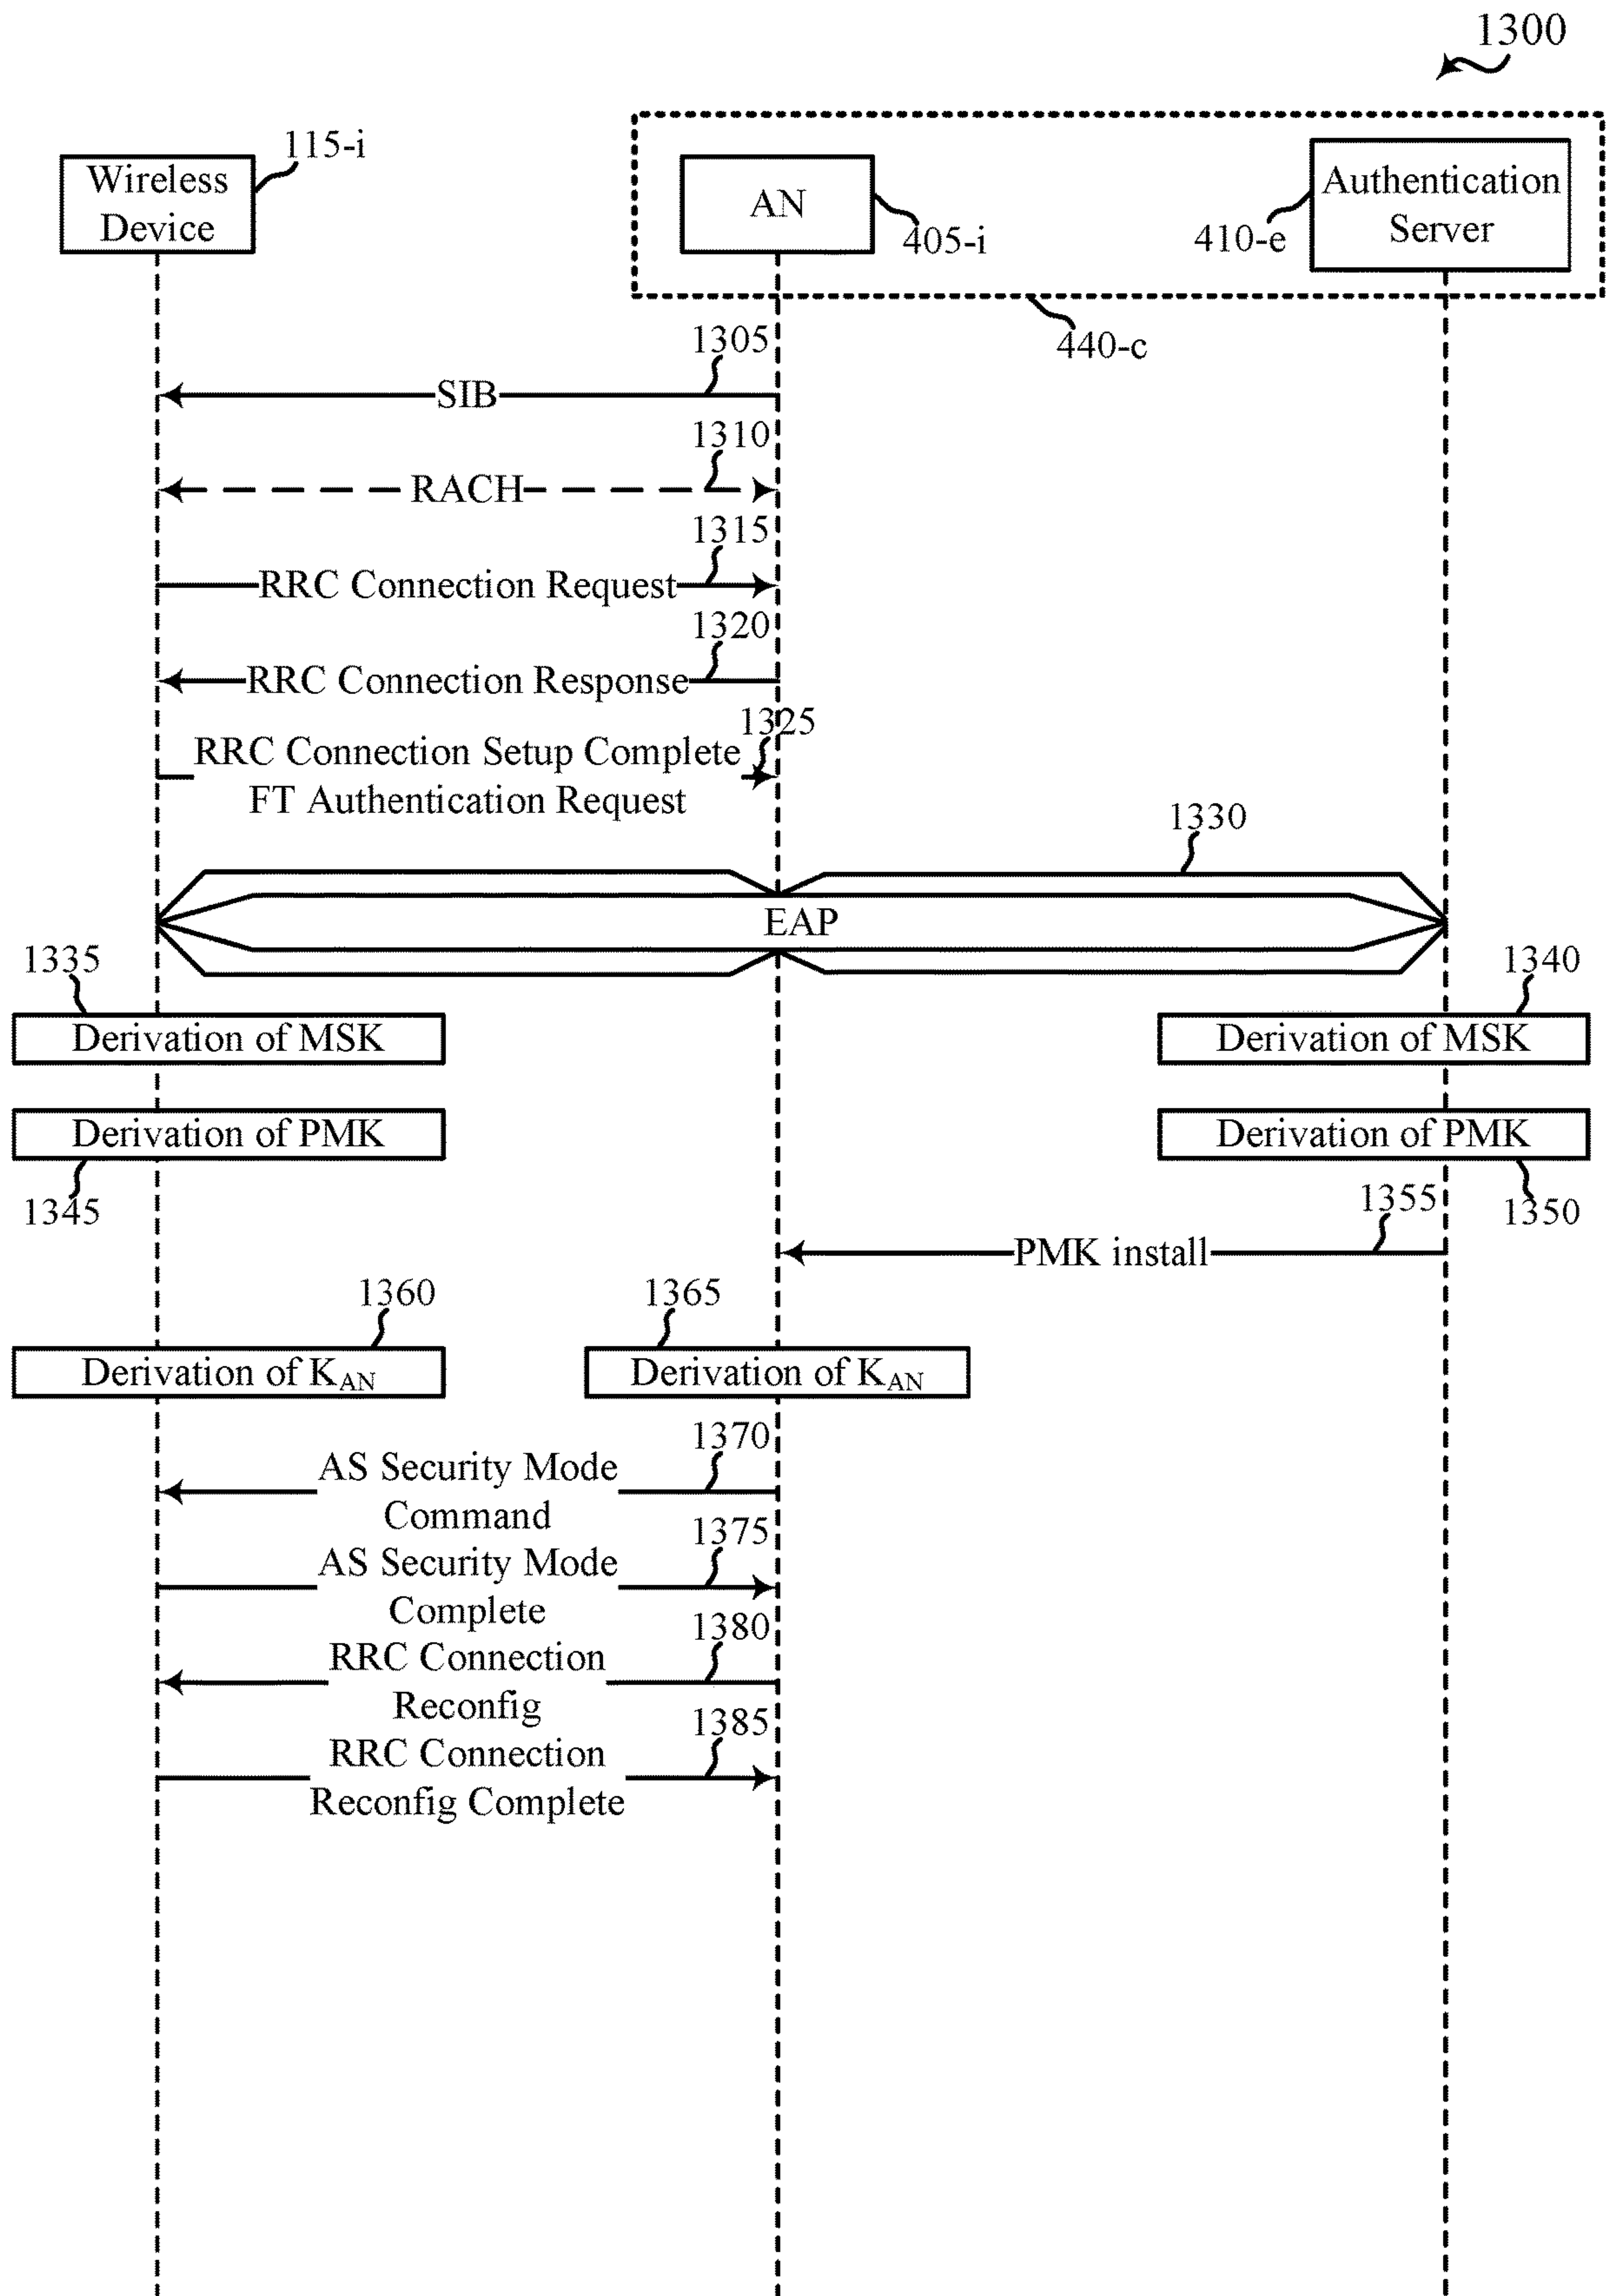 1300
115-i
Wireless
Device
AN
405-i
Authentication
Server
410-e
440-c
1305
SIB
1310
RACH
1315
RRC Connection Request
1320
RRC Connection Response
1325
RRC Connection Setup Complete
FT Authentication Request
1330
EAP
1335
Derivation of MSK
1340
Derivation of MSK
Derivation of PMK
1345
Derivation of PMK
1350
1355
PMK install
1360
Derivation of KAN
1365
Derivation of KAN
1370
AS Security Mode
Command
1375
AS Security Mode
Complete
1380
RRC Connection
Reconfig
1385
RRC Connection
Reconfig Complete